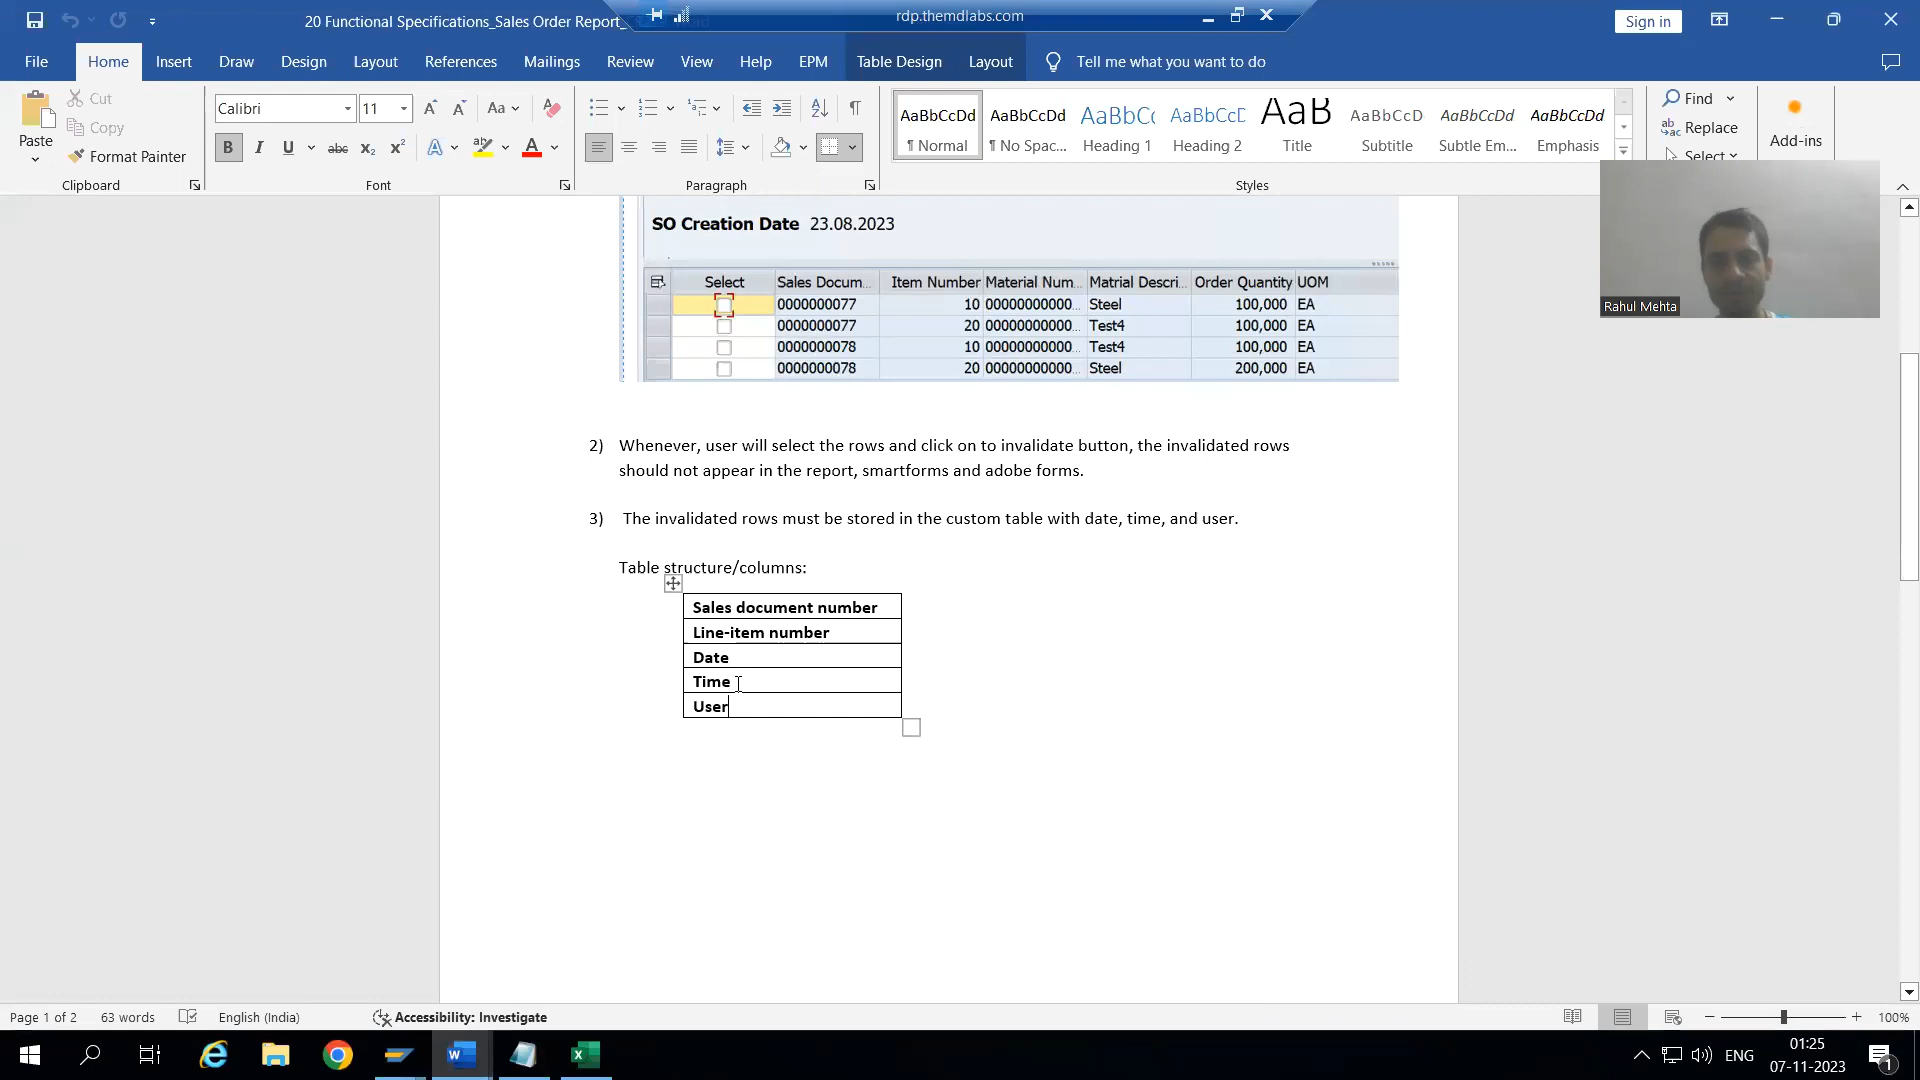 20 Functional Specifications_Sales Order Report_
rdp.themdlabs.com
Sign in
File Home Insert Draw Design Layout References Mailings Review View Help EPM Table Design Layout Tell me what you want to do
Paste
Cut
Copy
Format Painter
Clipboard
Calibri 11
Font
Paragraph
AaBbCcDd AaBbCcDd AaBbC AaBbCcD AaB AaBbCcD AaBbCcDd AaBbCcDd
¶ Normal ¶ No Spac... Heading 1 Heading 2 Title Subtitle Subtle Em... Emphasis
Styles
Find
Replace
Select
Add-ins
Rahul Mehta
SO Creation Date 23.08.2023
Select Sales Docum... Item Number Material Num... Matrial Descri... Order Quantity UOM
0000000077 10 00000000000... Steel 100,000 EA
0000000077 20 00000000000... Test4 100,000 EA
0000000078 10 00000000000... Test4 100,000 EA
0000000078 20 00000000000... Steel 200,000 EA
2) Whenever, user will select the rows and click on to invalidate button, the invalidated rows
should not appear in the report, smartforms and adobe forms.
3) The invalidated rows must be stored in the custom table with date, time, and user.
Table structure/columns:
Sales document number
Line-item number
Date
Time
User
Page 1 of 2 63 words English (India) Accessibility: Investigate 100%
ENG
01:25
07-11-2023
1